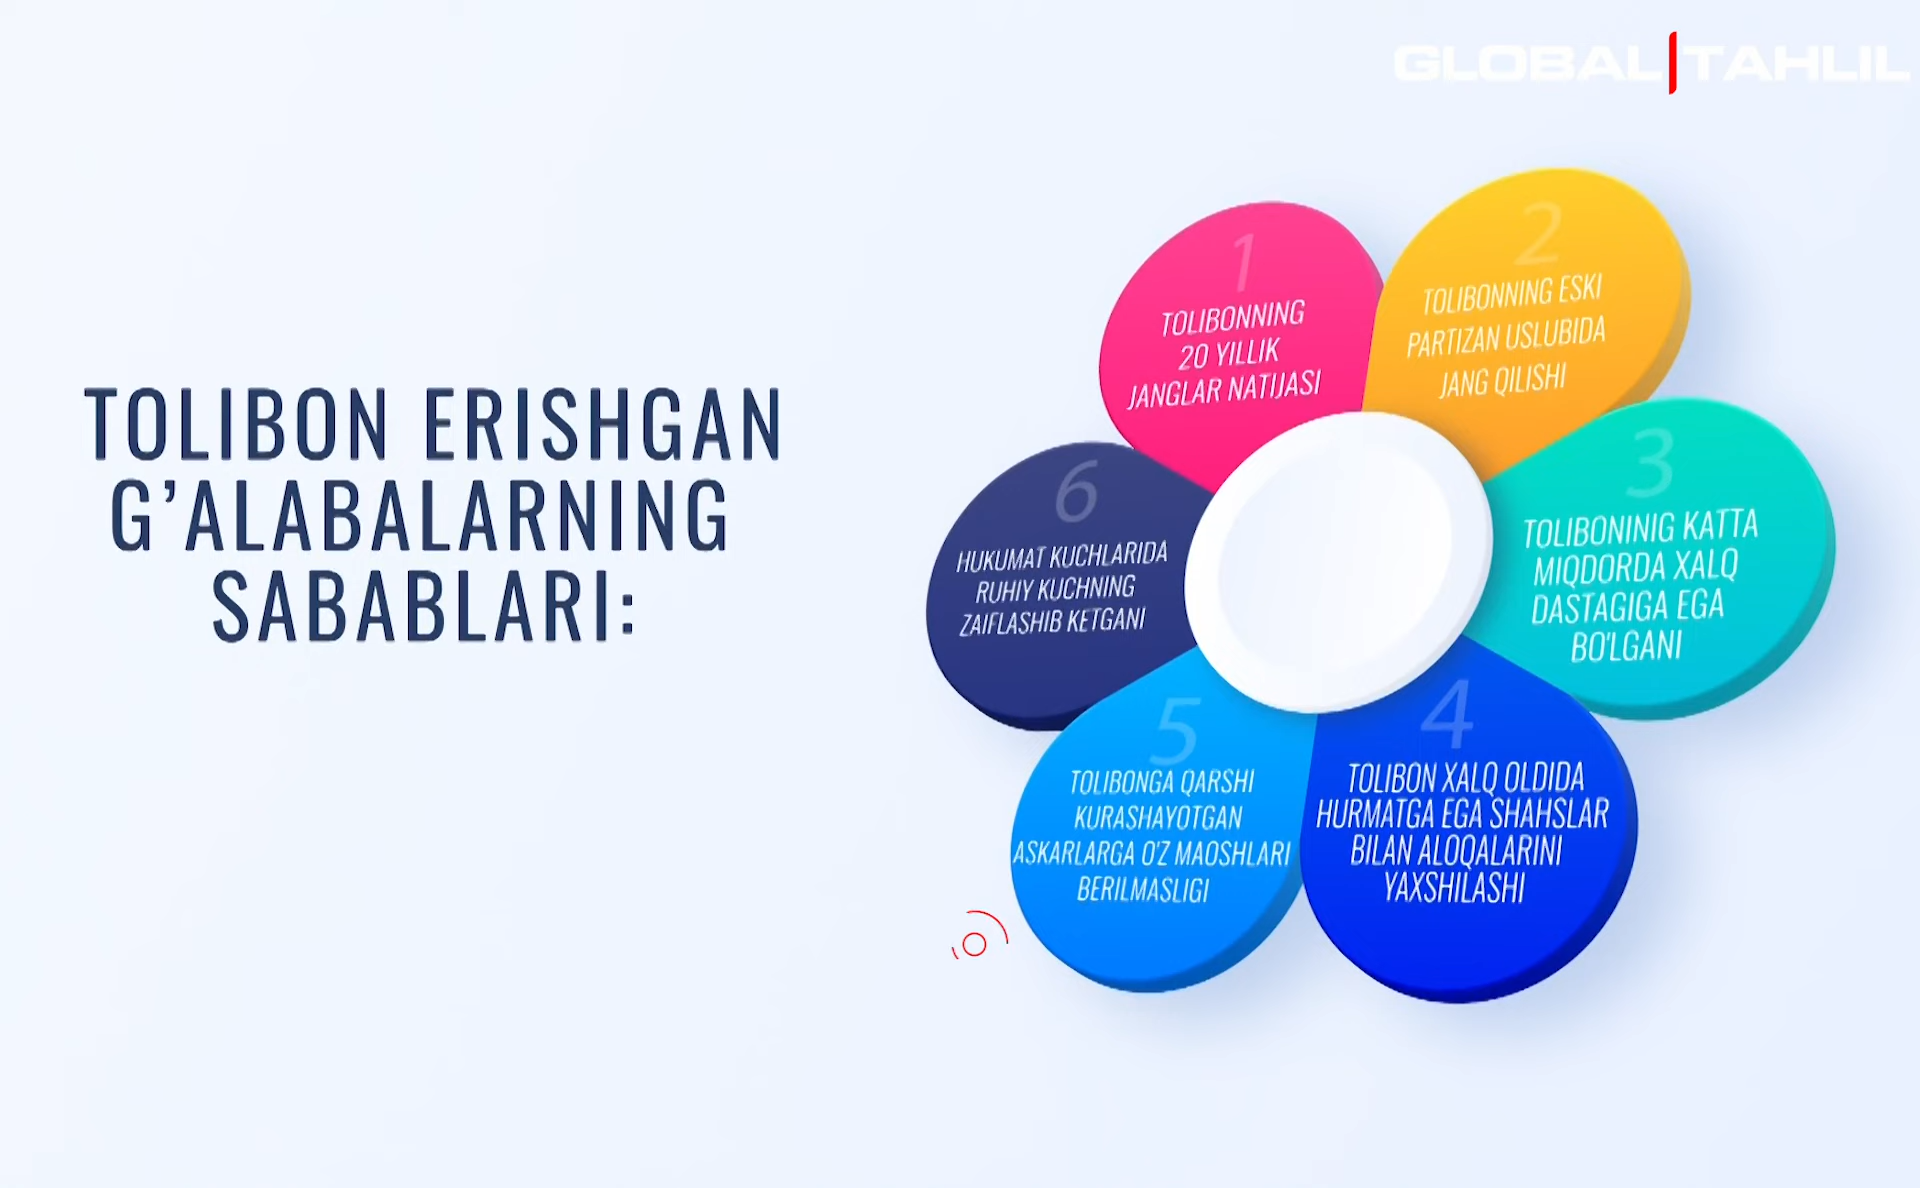 GLOBAL|TAHLIL
TOLIBON ERISHGAN
G’ALABALARNING
SABABLARI:
1
TOLIBONNING
20 YILLIK
JANGLAR NATIJASI
2
TOLIBONNING ESKI
PARTIZAN USLUBIDA
JANG QILISHI
3
TOLIBONINIG KATTA
MIQDORDA XALQ
DASTAGIGA EGA
BO'LGANI
4
TOLIBON XALQ OLDIDA
HURMATGA EGA SHAHSLAR
BILAN ALOQALARINI
YAXSHILASHI
5
TOLIBONGA QARSHI
KURASHAYOTGAN
ASKARLARGA O'Z MAOSHLARI
BERILMASLIGI
6
HUKUMAT KUCHLARIDA
RUHIY KUCHNING
ZAIFLASHIB KETGANI